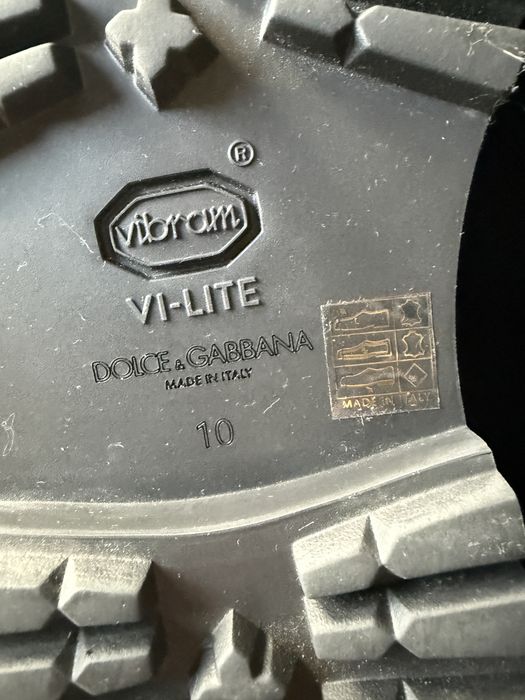 ®
vibram
VI-LITE
DOLCE & GABBANA
MADE IN ITALY
10
MADE IN ITALY